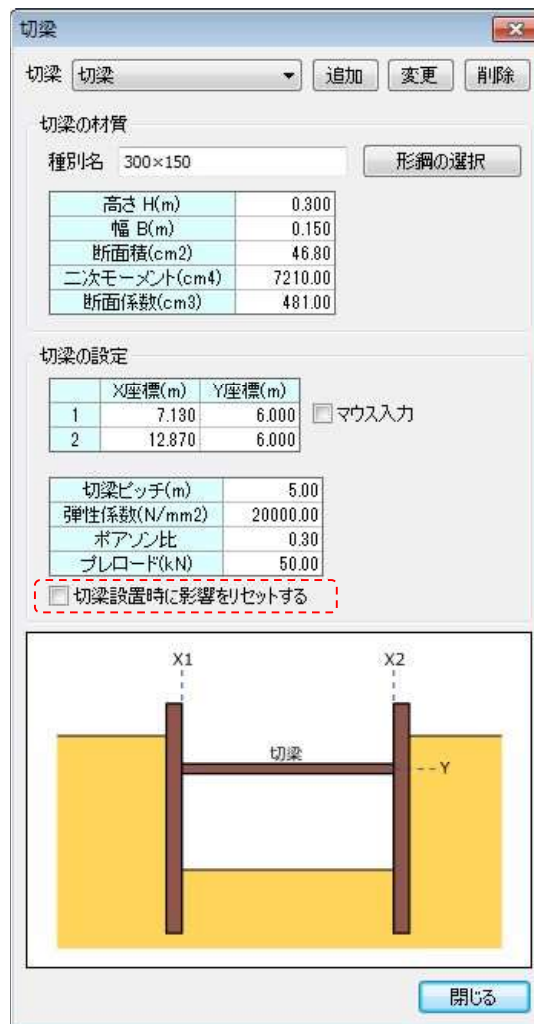 切梁
切梁 切梁 追加 変更 削除
切梁の材質
種別名 300×150 形鋼の選択
高さ H(m) 0.300
幅 B(m) 0.150
断面積(cm2) 46.80
二次モーメント(cm4) 7210.00
断面係数(cm3) 481.00
切梁の設定
X座標(m) Y座標(m)
1 7.130 6.000 マウス入力
2 12.870 6.000
切梁ピッチ(m) 5.00
弾性係数(N/mm2) 20000.00
ポアソン比 0.30
プレロード(kN) 50.00
切梁設置時に影響をリセットする
X1 X2
切梁
Y
閉じる